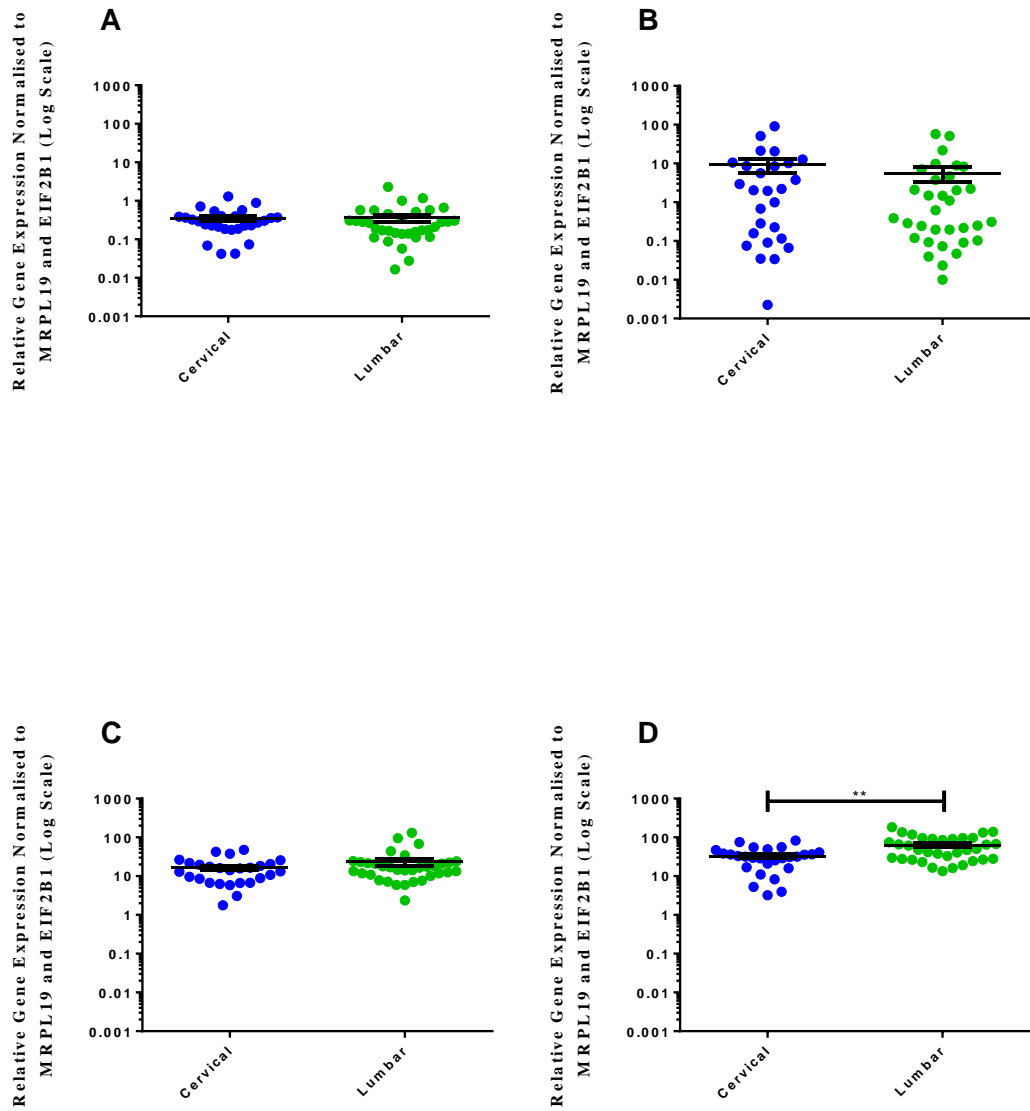 A
Relative Gene Expression Normalised to
MRPL19 and EIF2B1 (Log Scale)
1000
100
10
1
0.1
0.01
0.001
Cervical
Lumbar
B
Relative Gene Expression Normalised to
MRPL19 and EIF2B1 (Log Scale)
1000
100
10
1
0.1
0.01
0.001
Cervical
Lumbar
C
Relative Gene Expression Normalised to
MRPL19 and EIF2B1 (Log Scale)
1000
100
10
1
0.1
0.01
0.001
Cervical
Lumbar
D
Relative Gene Expression Normalised to
MRPL19 and EIF2B1 (Log Scale)
1000
100
10
1
0.1
0.01
0.001
**
Cervical
Lumbar